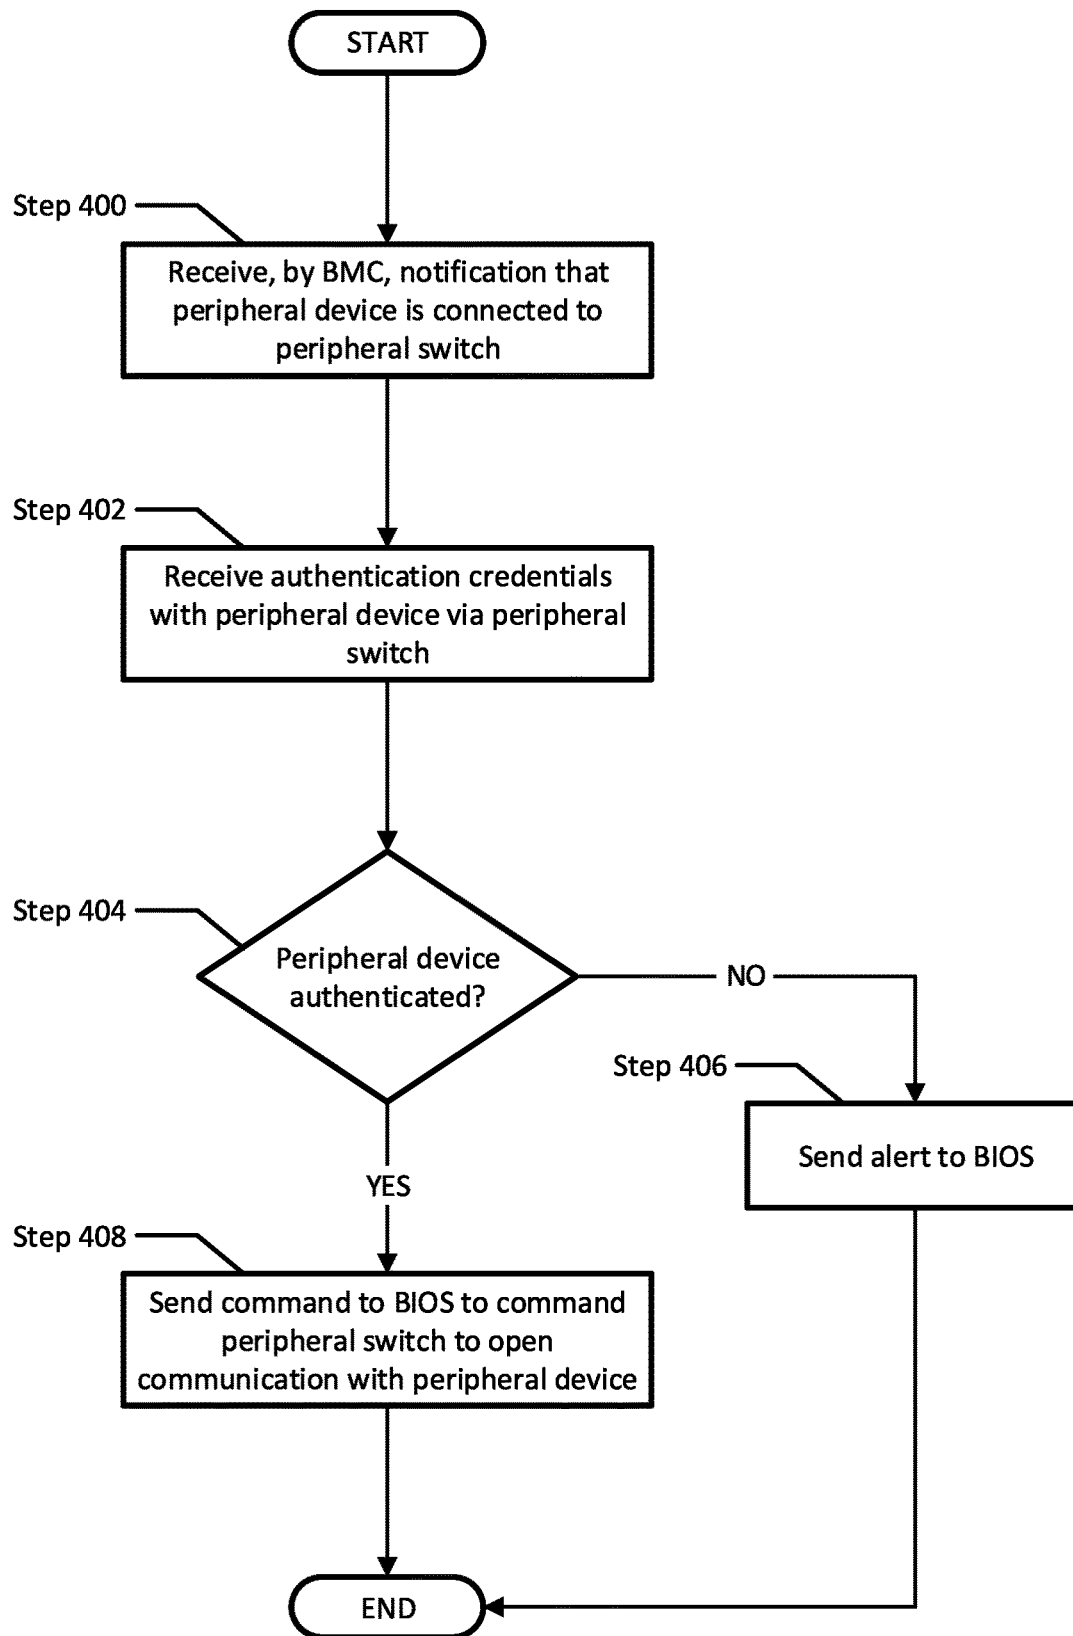 START
Step 400
Receive, by BMC, notification that
peripheral device is connected to
peripheral switch
Step 402
Receive authentication credentials
with peripheral device via peripheral
switch
Step 404
Peripheral device
authenticated?
NO
Step 406
Send alert to BIOS
YES
Step 408
Send command to BIOS to command
peripheral switch to open
communication with peripheral device
END